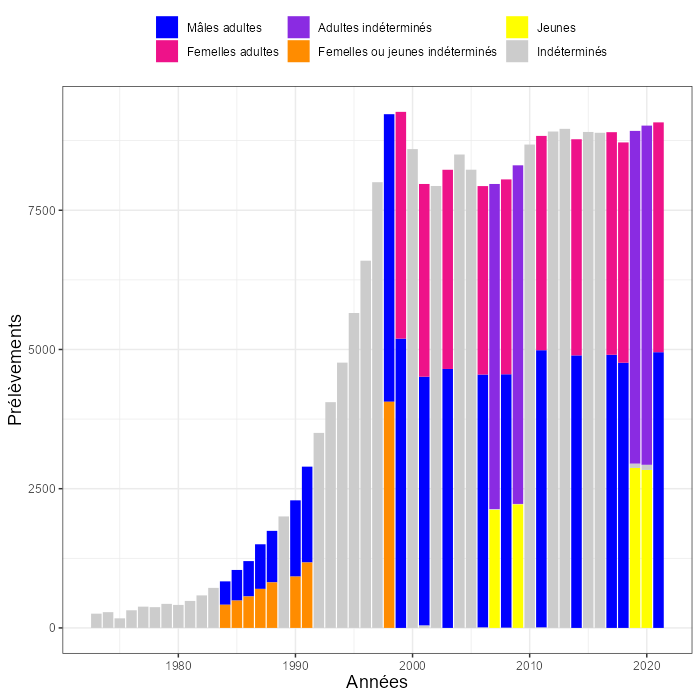 Mâles adultes
Adultes indéterminés
Jeunes
Femelles adultes
Femelles ou jeunes indéterminés
Indéterminés
7500
5000
2500
0
Prélèvements
1980
1990
2000
2010
2020
Années